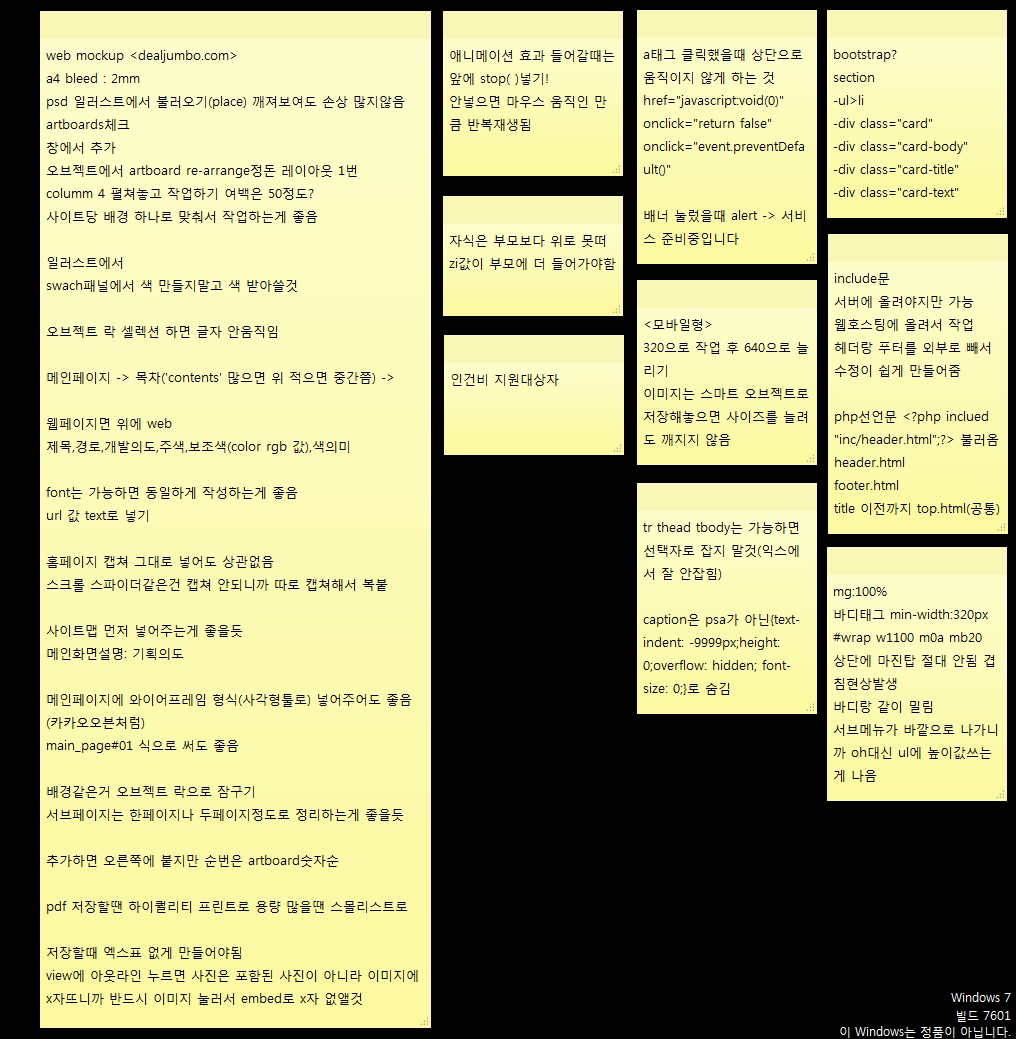 web mockup <dealjumbo.com>
a4 bleed : 2mm
psd 일러스트에서 불러오기(place) 깨져보여도 손상 많지않음
artboards체크
창에서 추가
오브젝트에서 artboard re-arrange정돈 레이아웃 1번
columm 4 펼쳐놓고 작업하기 여백은 50정도?
사이트당 배경 하나로 맞춰서 작업하는게 좋음
일러스트에서
swach패널에서 색 만들지말고 색 받아쓸것
오브젝트 락 셀렉션 하면 글자 안움직임
메인페이지 -> 목차('contents' 많으면 위 적으면 중간쯤) ->
웹페이지면 위에 web
제목,경로,개발의도,주색,보조색(color rgb 값),색의미
font는 가능하면 동일하게 작성하는게 좋음
url 값 text로 넣기
홈페이지 캡쳐 그대로 넣어도 상관없음
스크롤 스파이더같은건 캡쳐 안되니까 따로 캡쳐해서 복붙
사이트맵 먼저 넣어주는게 좋을듯
메인화면설명: 기획의도
메인페이지에 와이어프레임 형식(사각형툴로) 넣어주어도 좋음
(카카오오븐처럼)
main_page#01 식으로 써도 좋음
배경같은거 오브젝트 락으로 잠구기
서브페이지는 한페이지나 두페이지정도로 정리하는게 좋을듯
추가하면 오른쪽에 붙지만 순번은 artboard숫자순
pdf 저장할땐 하이퀄리티 프린트로 용량 많을땐 스몰리스트로
저장할때 엑스표 없게 만들어야됨
view에 아웃라인 누르면 사진은 포함된 사진이 아니라 이미지에
x자뜨니까 반드시 이미지 눌러서 embed로 x자 없앨것
애니메이션 효과 들어갈때는
앞에 stop( )넣기!
안넣으면 마우스 움직인 만
큼 반복재생됨
자식은 부모보다 위로 못떠
zi값이 부모에 더 들어가야함
인건비 지원대상자
a태그 클릭했을때 상단으로
움직이지 않게 하는 것
href="javascript:void(0)"
onclick="return false"
onclick="event.preventDefa
ult()"
배너 눌렀을때 alert -> 서비
스 준비중입니다
<모바일형>
320으로 작업 후 640으로 늘
리기
이미지는 스마트 오브젝트로
저장해놓으면 사이즈를 늘려
도 깨지지 않음
tr thead tbody는 가능하면
선택자로 잡지 말것(익스에
서 잘 안잡힘)
caption은 psa가 아닌{text-
indent: -9999px;height:
0;overflow: hidden; font-
size: 0;}로 숨김
bootstrap?
section
-ul>li
-div class="card"
-div class="card-body"
-div class="card-title"
-div class="card-text"
include문
서버에 올려야지만 가능
웹호스팅에 올려서 작업
헤더랑 푸터를 외부로 빼서
수정이 쉽게 만들어줌
php선언문 <?php inclued
"inc/header.html";?> 불러옴
header.html
footer.html
title 이전까지 top.html(공통)
mg:100%
바디태그 min-width:320px
#wrap w1100 m0a mb20
상단에 마진탑 절대 안됨 겹
침현상발생
바디랑 같이 밀림
서브메뉴가 바깥으로 나가니
까 oh대신 ul에 높이값쓰는
게 나음
Windows 7
빌드 7601
이 Windows는 정품이 아닙니다.